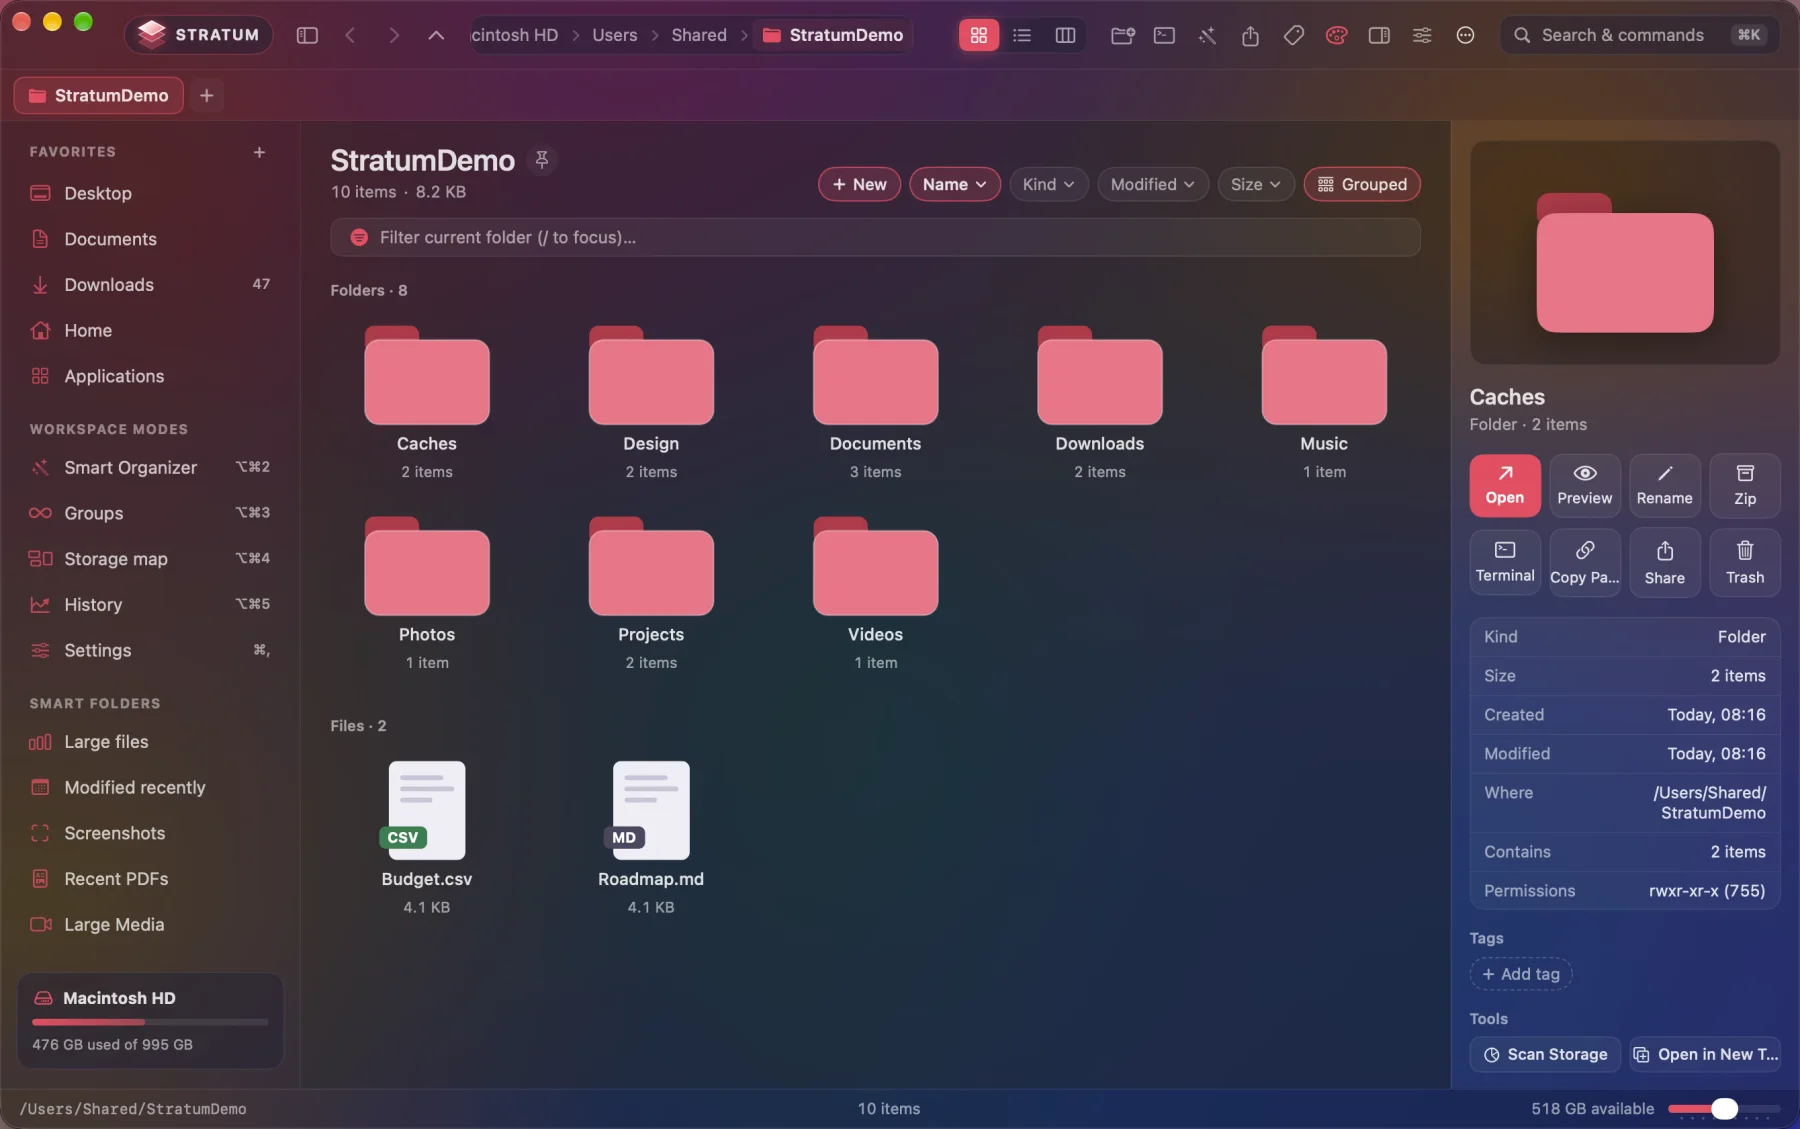 STRATUM
cintosh HD > Users > Shared > StratumDemo
Search & commands ⌘K
StratumDemo
FAVORITES
Desktop
Documents
Downloads 47
Home
Applications
WORKSPACE MODES
Smart Organizer ⌥⌘2
Groups ⌥⌘3
Storage map ⌥⌘4
History ⌥⌘5
Settings ⌘,
SMART FOLDERS
Large files
Modified recently
Screenshots
Recent PDFs
Large Media
Macintosh HD
476 GB used of 995 GB
StratumDemo
10 items · 8.2 KB
+ New
Name
Kind
Modified
Size
Grouped
Filter current folder (/ to focus)...
Folders · 8
Caches
2 items
Design
2 items
Documents
3 items
Downloads
2 items
Music
1 item
Photos
1 item
Projects
2 items
Videos
1 item
Files · 2
CSV
Budget.csv
4.1 KB
MD
Roadmap.md
4.1 KB
Caches
Folder · 2 items
Open
Preview
Rename
Zip
Terminal
Copy Pa...
Share
Trash
Kind Folder
Size 2 items
Created Today, 08:16
Modified Today, 08:16
Where /Users/Shared/
StratumDemo
Contains 2 items
Permissions rwxr-xr-x (755)
Tags
+ Add tag
Tools
Scan Storage
Open in New T...
/Users/Shared/StratumDemo
10 items
518 GB available